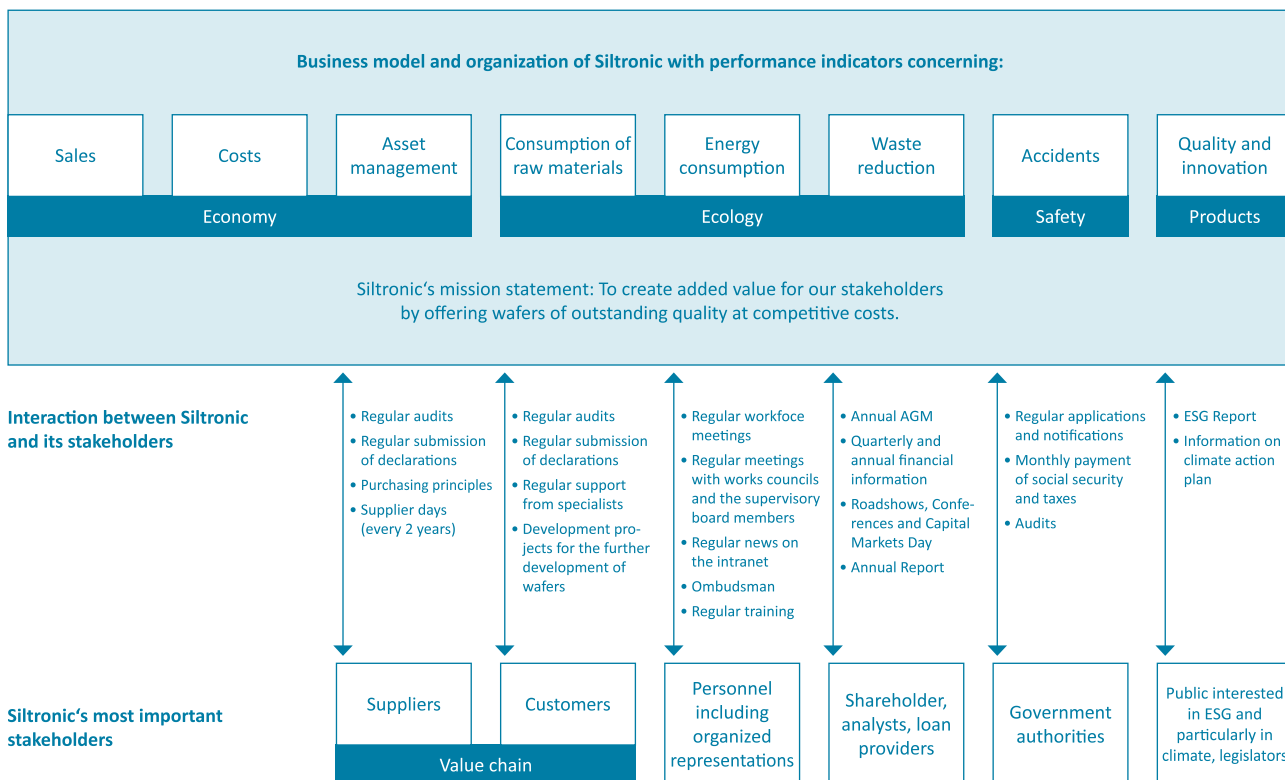 Business model and organization of Siltronic with performance indicators concerning:
Sales
Costs
Asset
management
Consumption of
raw materials
Energy
consumption
Waste
reduction
Accidents
Quality and
innovation
Economy
Ecology
Safety
Products
Siltronic‘s mission statement: To create added value for our stakeholders
by offering wafers of outstanding quality at competitive costs.
Interaction between Siltronic
and its stakeholders
• Regular audits
• Regular submission
of declarations
• Purchasing principles
• Supplier days
(every 2 years)
• Regular audits
• Regular submission
of declarations
• Regular support
from specialists
• Development pro-
jects for the further
development of
wafers
• Regular workfoce
meetings
• Regular meetings
with works councils
and the supervisory
board members
• Regular news on
the intranet
• Ombudsman
• Regular training
• Annual AGM
• Quarterly and
annual financial
information
• Roadshows, Confe-
rences and Capital
Markets Day
• Annual Report
• Regular applications
and notifications
• Monthly payment
of social security
and taxes
• Audits
• ESG Report
• Information on
climate action
plan
Siltronic‘s most important
stakeholders
Suppliers
Customers
Value chain
Personnel
including
organized
representations
Shareholder,
analysts, loan
providers
Government
authorities
Public interested
in ESG and
particularly in
climate, legislators